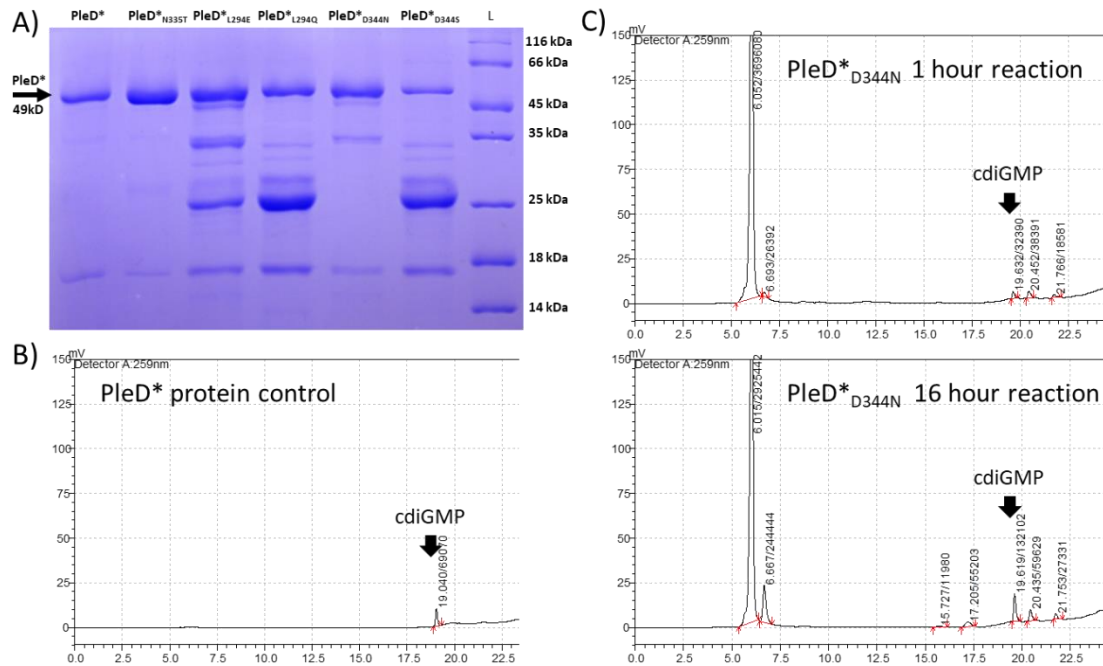 A)
PleD* PleD*N335T PleD*L294E PleD*L294Q PleD*D344N PleD*D344S L
116 kDa
66 kDa
PleD*
49kD
45 kDa
35 kDa
25 kDa
18 kDa
14 kDa
B)
mV
Detector A:259nm
PleD* protein control
cdiGMP
19.040/69070
150
125
100
75
50
25
0
0.0 2.5 5.0 7.5 10.0 12.5 15.0 17.5 20.0 22.5
C)
mV
Detector A:259nm
PleD*D344N 1 hour reaction
cdiGMP
6.052/3696080
6.693/26392
19.632/32390
20.452/38391
21.766/18581
150
125
100
75
50
25
0
0.0 2.5 5.0 7.5 10.0 12.5 15.0 17.5 20.0 22.5
mV
Detector A:259nm
PleD*D344N 16 hour reaction
cdiGMP
6.015/2925442
6.667/244444
15.727/11980
17.205/55203
19.619/132102
20.435/59629
21.753/27331
150
125
100
75
50
25
0
0.0 2.5 5.0 7.5 10.0 12.5 15.0 17.5 20.0 22.5